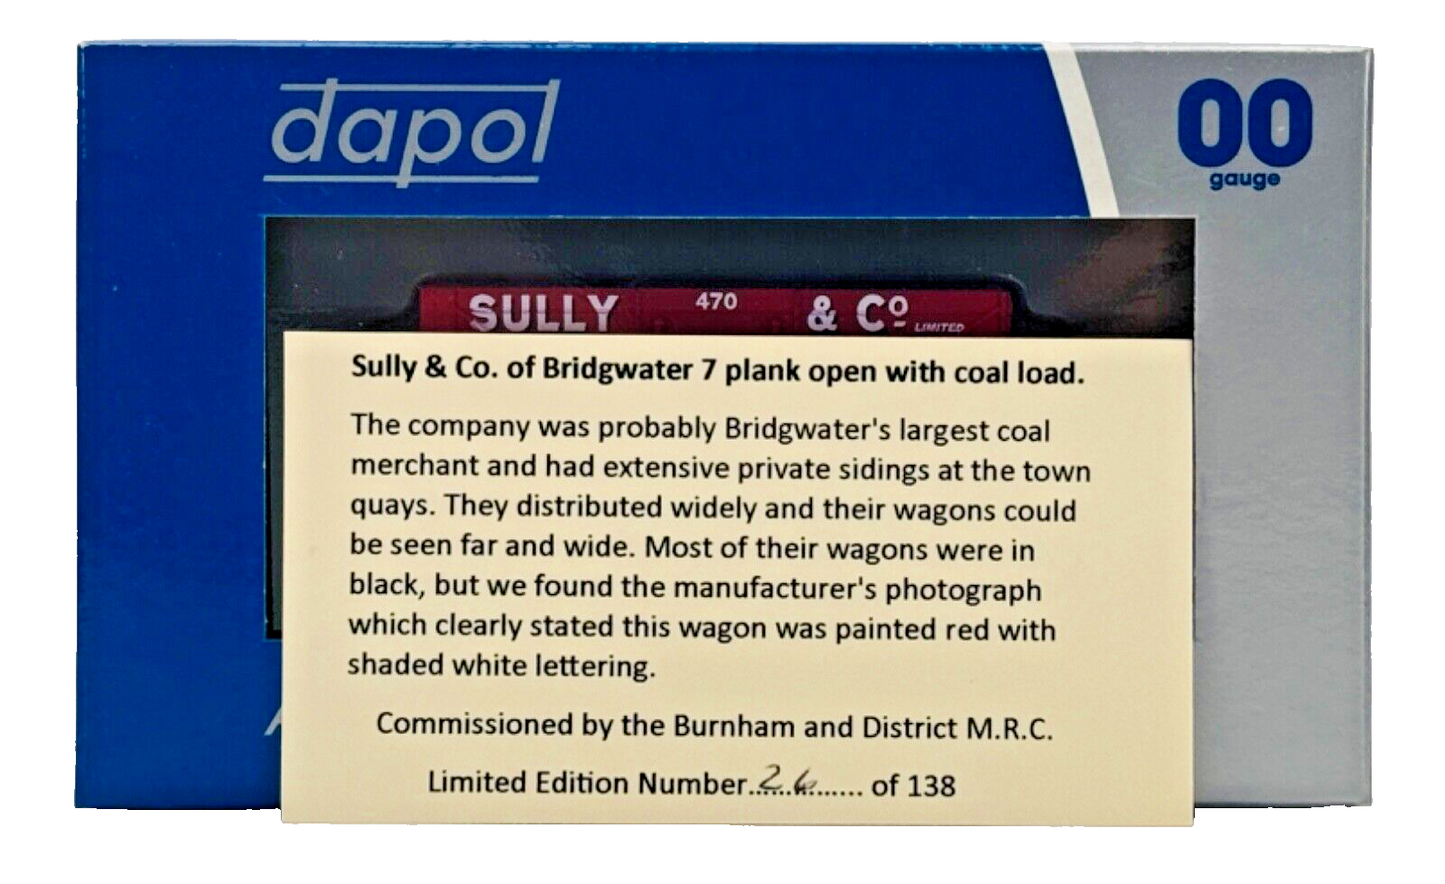 dapol
00
gauge
SULLY 470 & Cº LIMITED
Sully & Co. of Bridgwater 7 plank open with coal load.
The company was probably Bridgwater's largest coal
merchant and had extensive private sidings at the town
quays. They distributed widely and their wagons could
be seen far and wide. Most of their wagons were in
black, but we found the manufacturer's photograph
which clearly stated this wagon was painted red with
shaded white lettering.
Commissioned by the Burnham and District M.R.C.
Limited Edition Number..26...... of 138